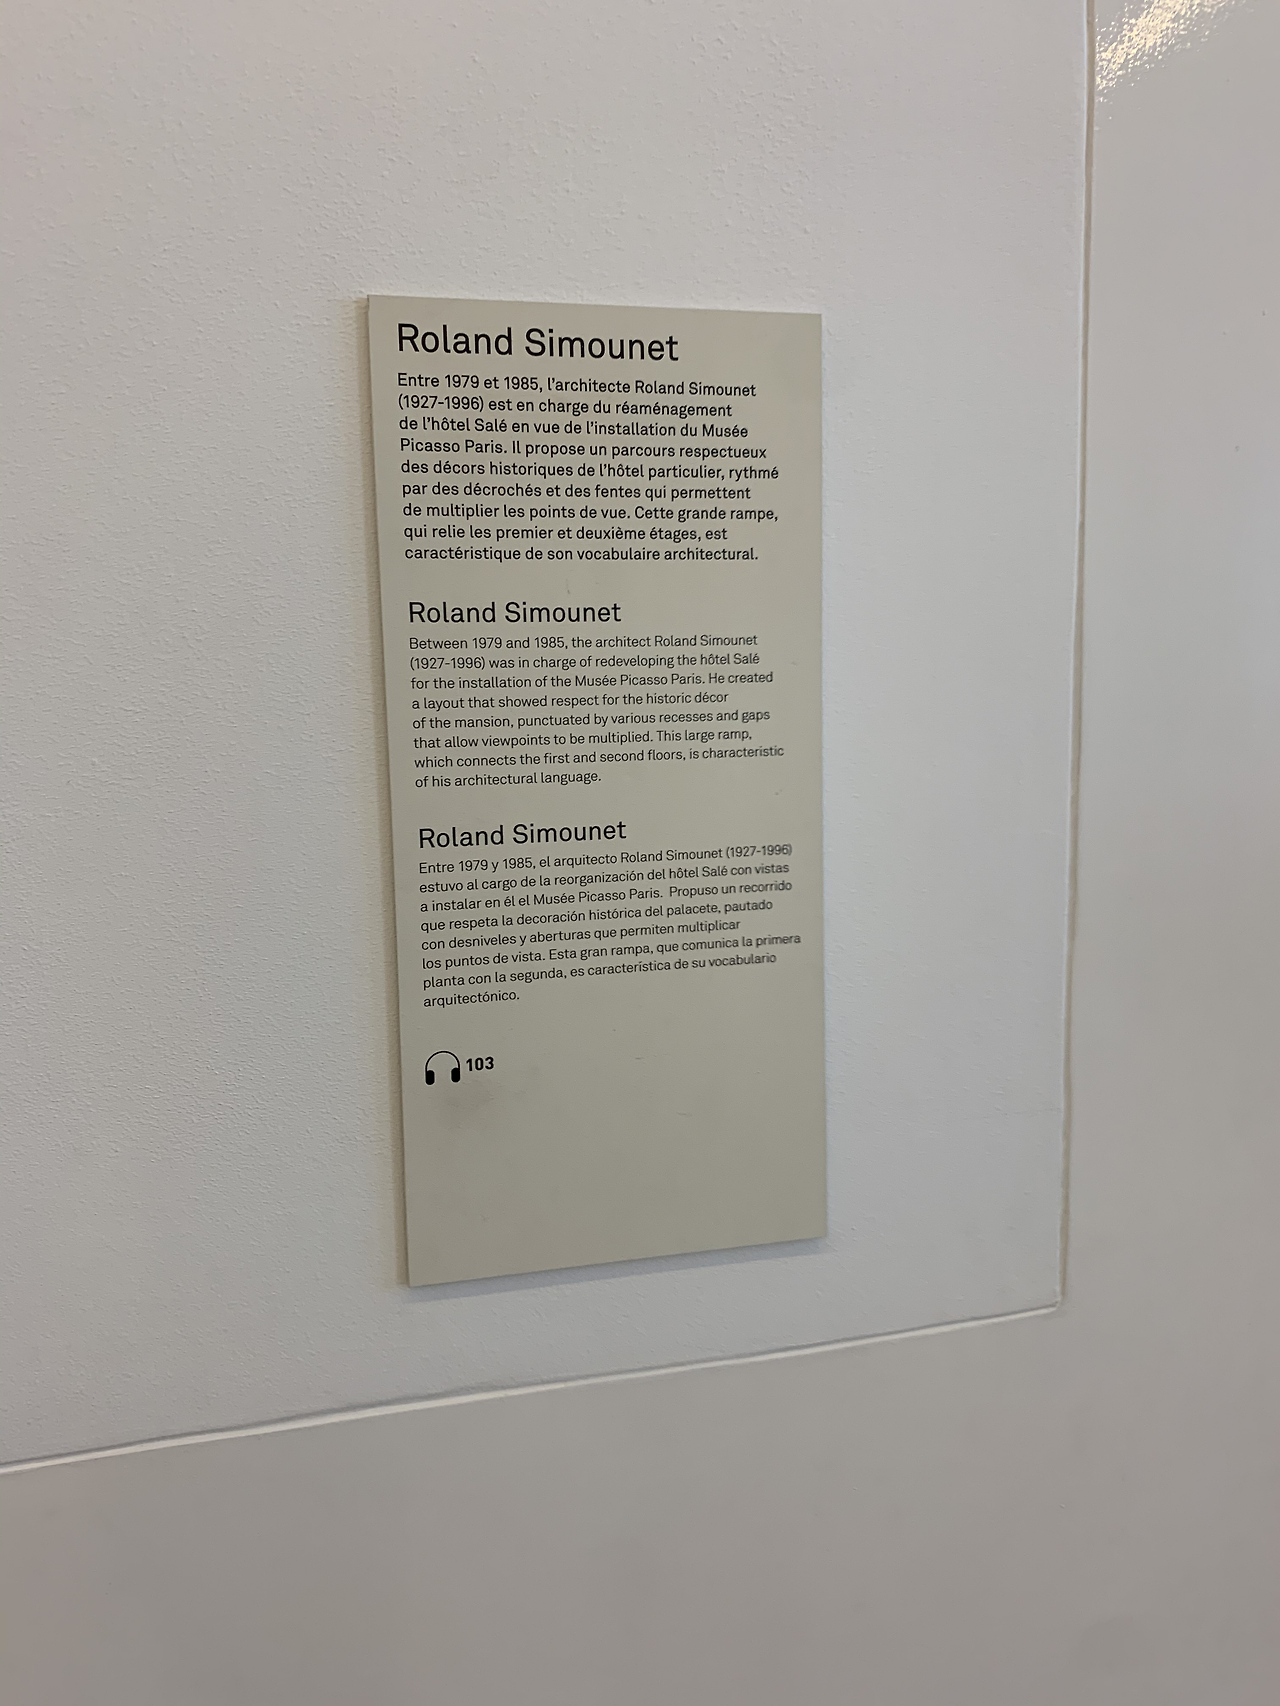 Roland Simounet
Entre 1979 et 1985, l'architecte Roland Simounet
(1927-1996) est en charge du réaménagement
de l'hôtel Salé en vue de l'installation du Musée
Picasso Paris. Il propose un parcours respectueux
des décors historiques de l'hôtel particulier, rythmé
par des décrochés et des fentes qui permettent
de multiplier les points de vue. Cette grande rampe,
qui relie les premier et deuxième étages, est
caractéristique de son vocabulaire architectural.
Roland Simounet
Between 1979 and 1985, the architect Roland Simounet
(1927-1996) was in charge of redeveloping the hôtel Salé
for the installation of the Musée Picasso Paris. He created
a layout that showed respect for the historic décor
of the mansion, punctuated by various recesses and gaps
that allow viewpoints to be multiplied. This large ramp,
which connects the first and second floors, is characteristic
of his architectural language.
Roland Simounet
Entre 1979 y 1985, el arquitecto Roland Simounet (1927-1996)
estuvo al cargo de la reorganización del hôtel Salé con vistas
a instalar en él el Musée Picasso Paris. Propuso un recorrido
que respeta la decoración histórica del palacete, pautado
con desniveles y aberturas que permiten multiplicar
los puntos de vista. Esta gran rampa, que comunica la primera
planta con la segunda, es característica de su vocabulario
arquitectónico.
103